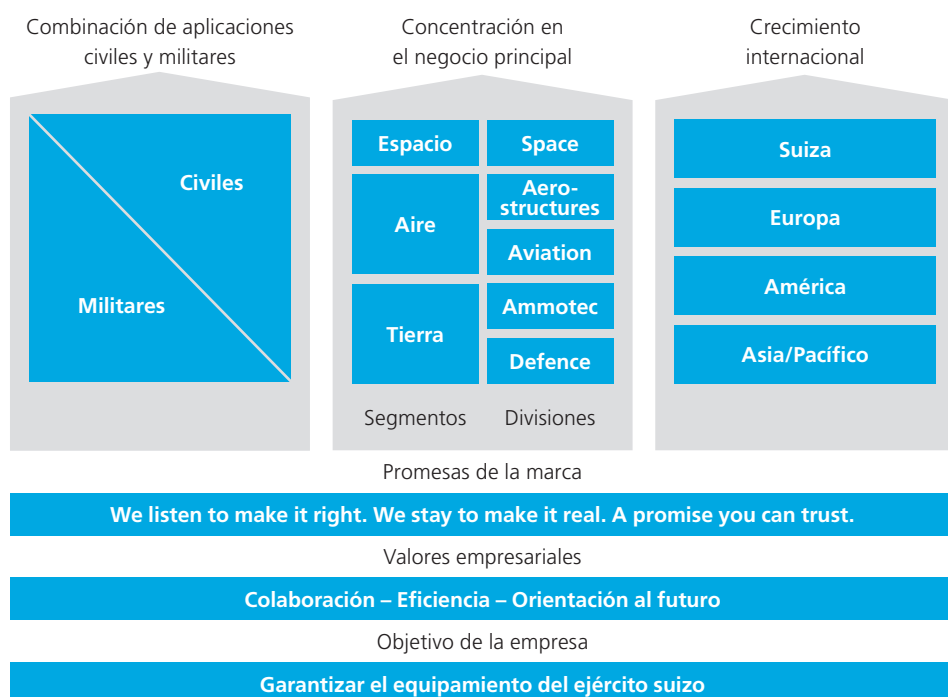 Combinación de aplicaciones
civiles y militares
Civiles
Militares
Concentración en
el negocio principal
Espacio
Space
Aire
Aero-
structures
Aviation
Tierra
Ammotec
Defence
Segmentos
Divisiones
Crecimiento
internacional
Suiza
Europa
América
Asia/Pacífico
Promesas de la marca
We listen to make it right. We stay to make it real. A promise you can trust.
Valores empresariales
Colaboración – Eficiencia – Orientación al futuro
Objetivo de la empresa
Garantizar el equipamiento del ejército suizo